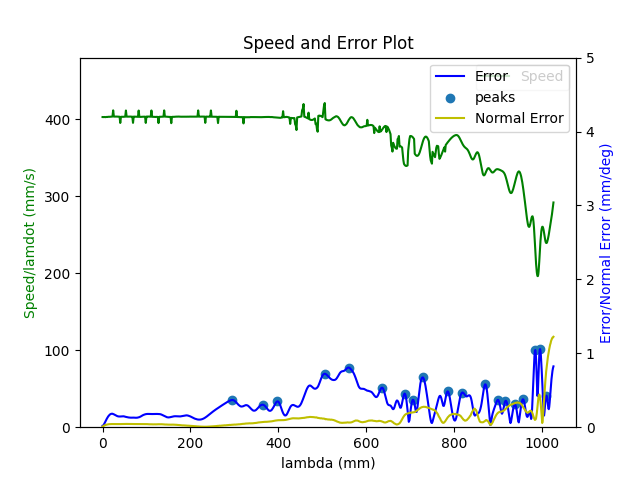 Speed and Error Plot
Speed/lamdot (mm/s)
400
300
200
100
0
Error
Speed
peaks
Normal Error
5
4
3
2
1
0
Error/Normal Error (mm/deg)
0 200 400 600 800 1000
lambda (mm)